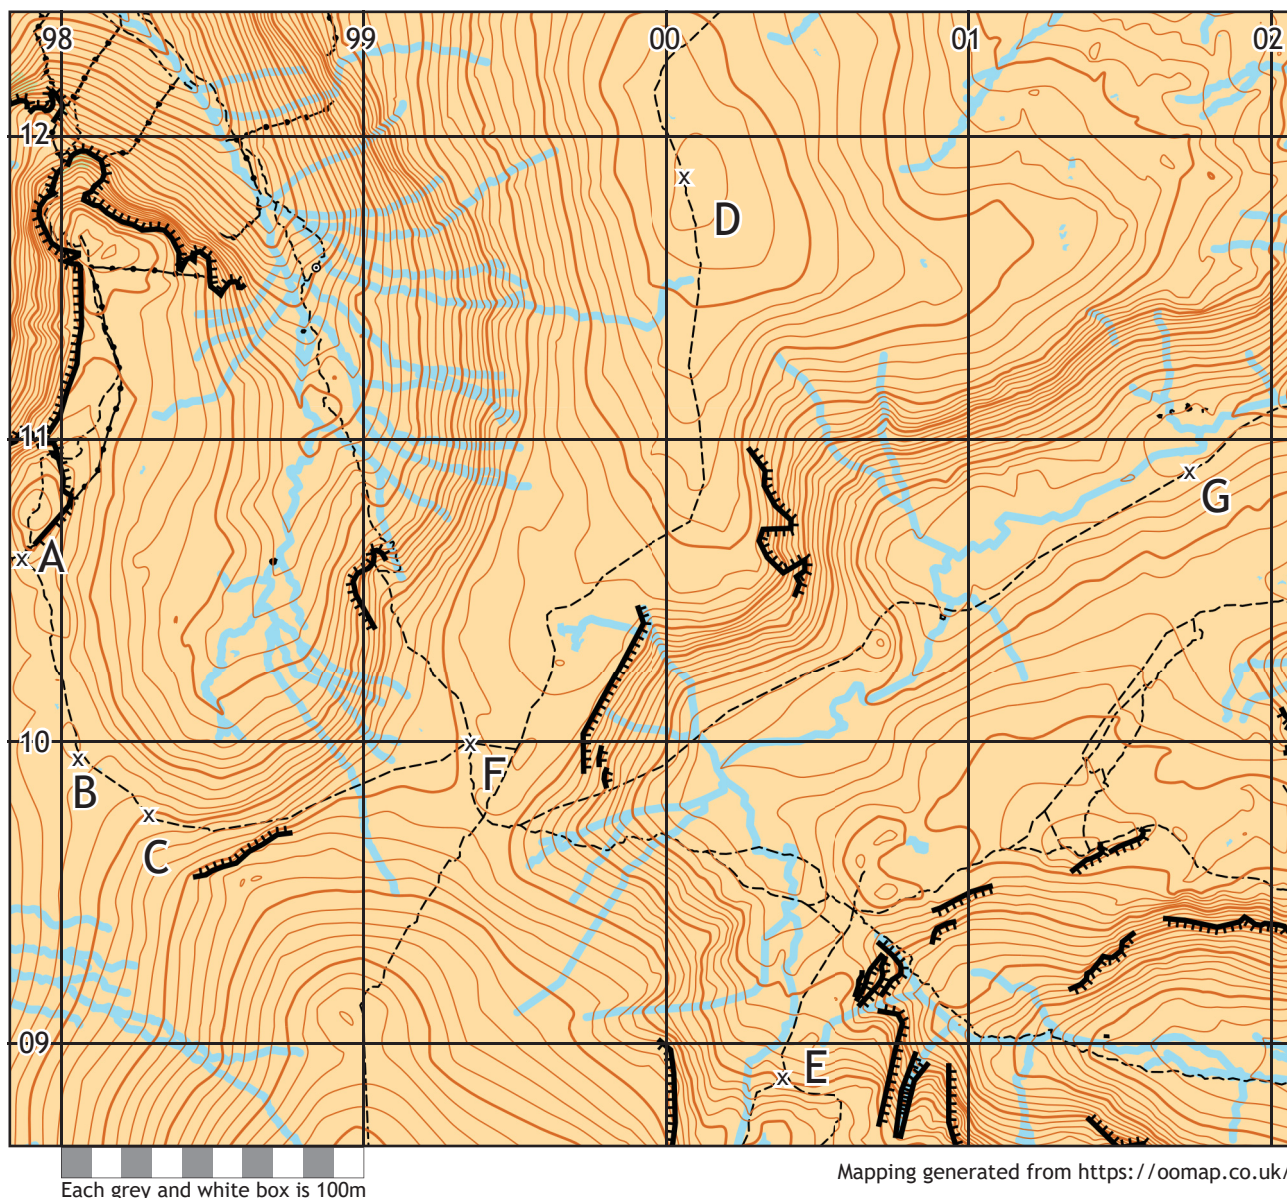 98 99 00 01 02
12
D
11
G
A
10
B
F
C
09
E
Each grey and white box is 100m
Mapping generated from https://oomap.co.uk/